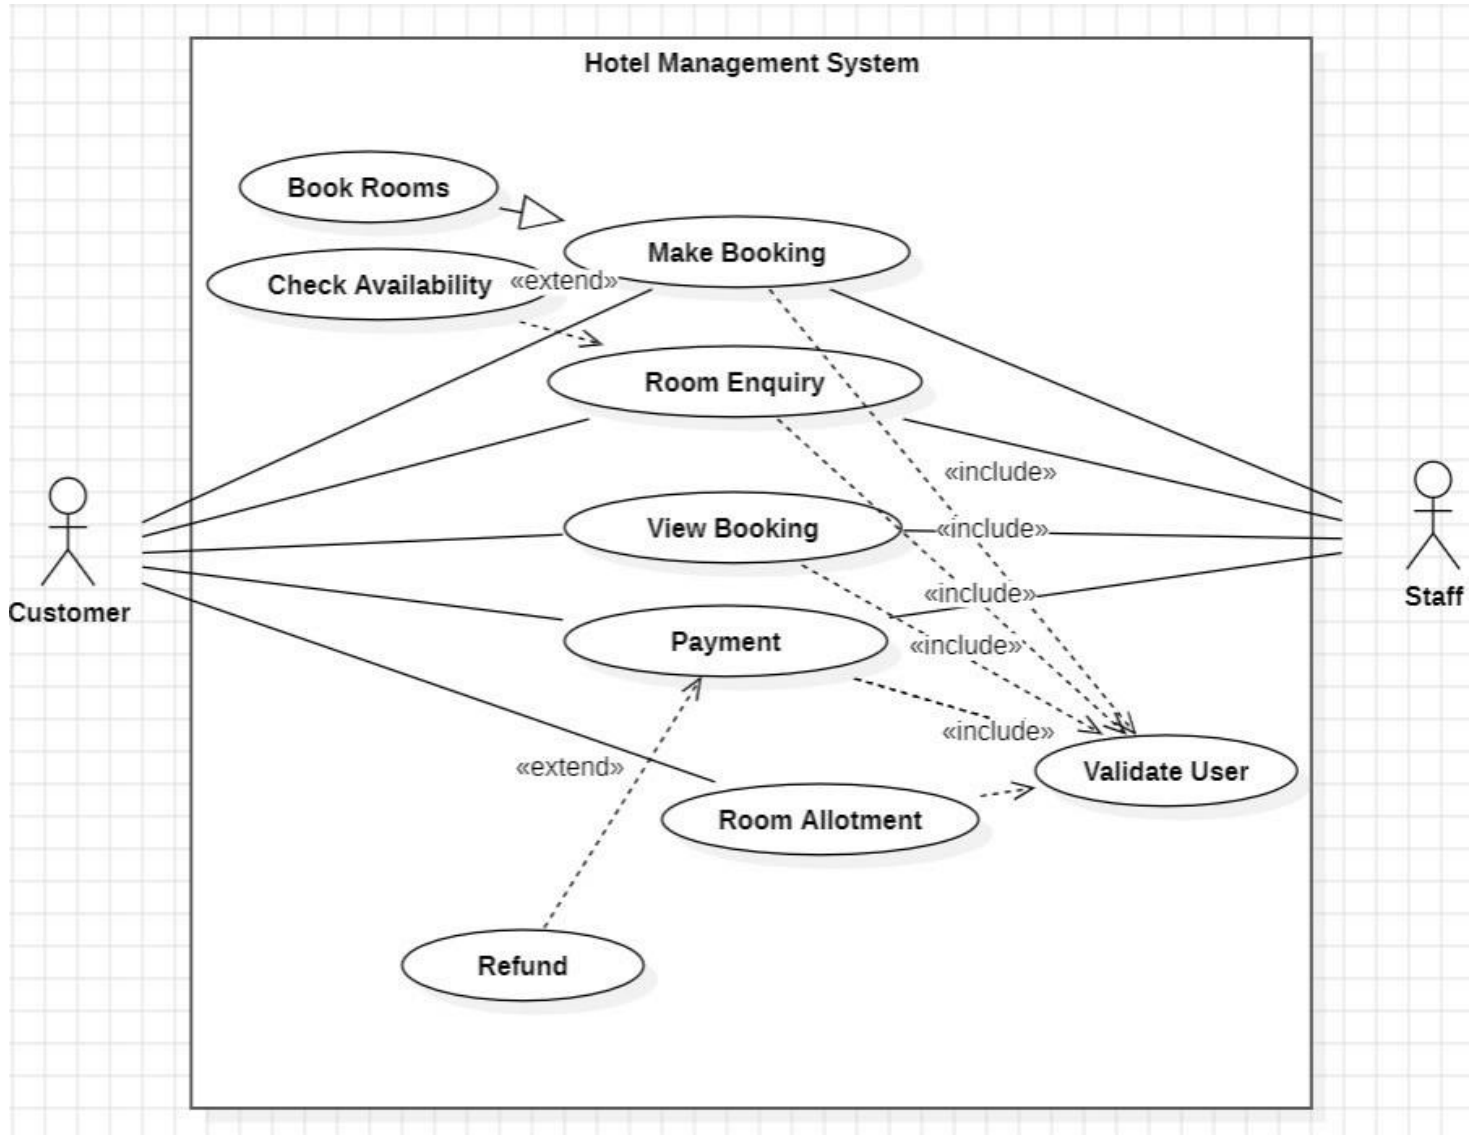 Hotel Management System
Book Rooms
Make Booking
Check Availability
«extend»
Room Enquiry
«include»
View Booking
«include»
«include»
Customer
Staff
Payment
«include»
«include»
«extend»
Validate User
Room Allotment
Refund